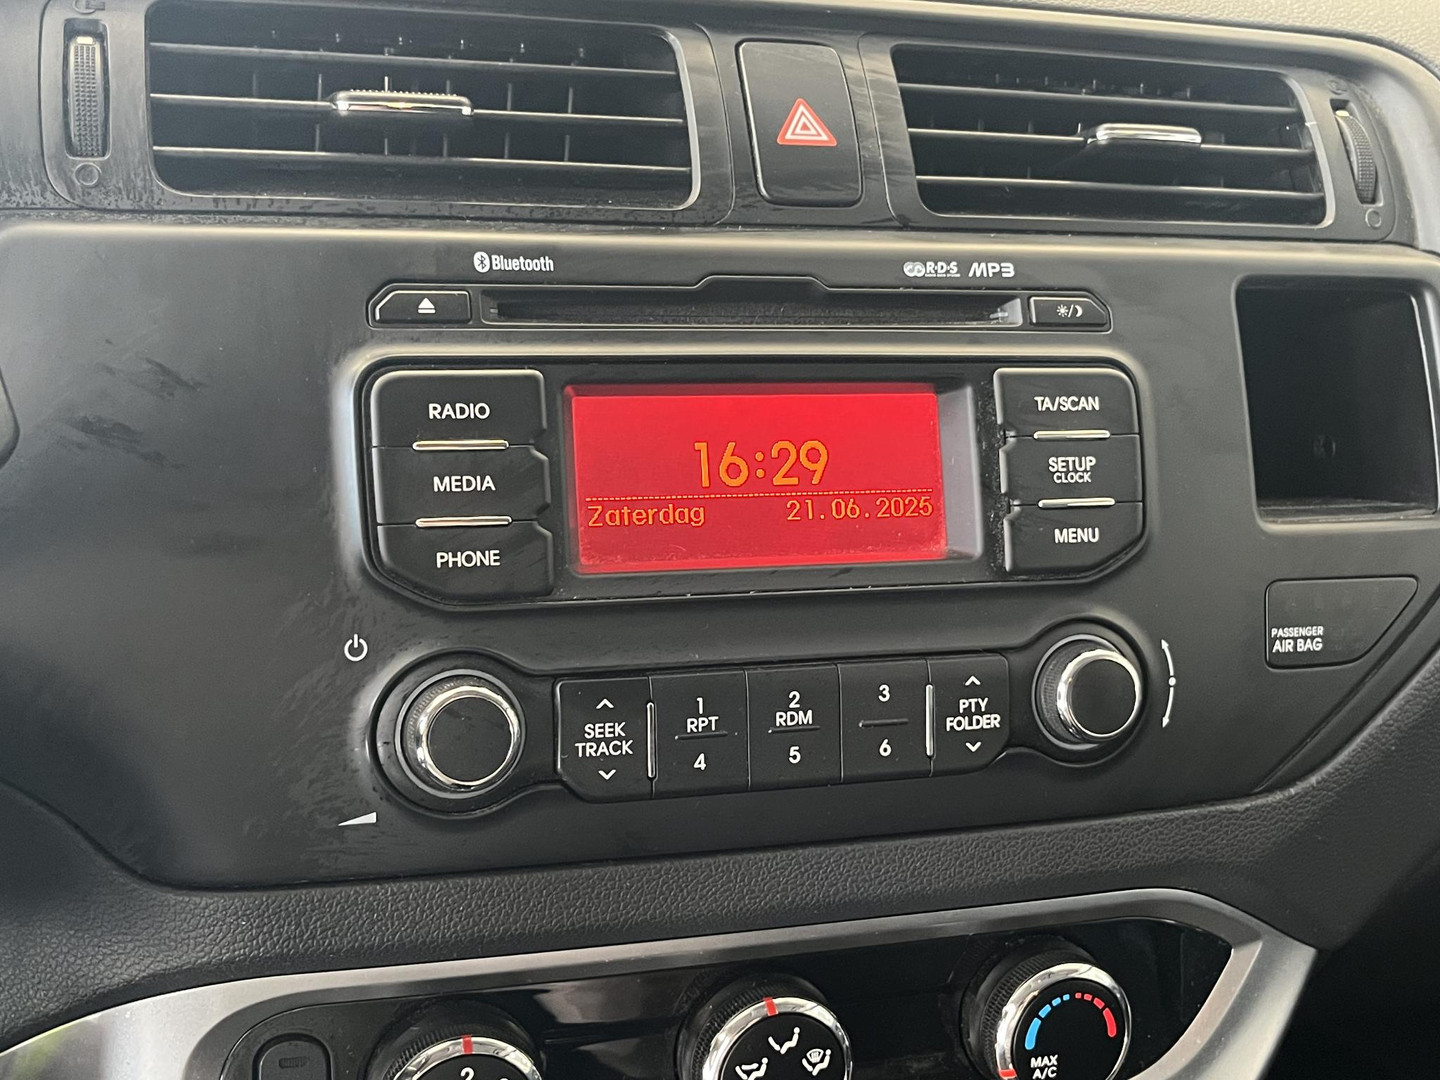 Bluetooth
R·D·S MP3
RADIO
MEDIA
PHONE
16:29
Zaterdag 21.06.2025
TA/SCAN
SETUP
CLOCK
MENU
PASSENGER
AIR BAG
SEEK
TRACK
1
RPT
4
2
RDM
5
3
6
PTY
FOLDER
2
MAX
A/C